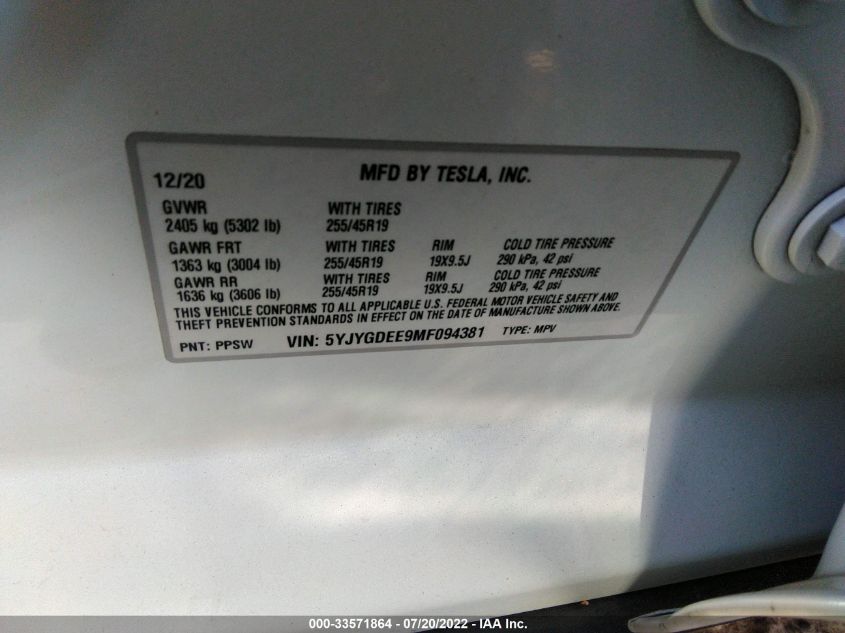 12/20 MFD BY TESLA, INC.
GVWR WITH TIRES
2405 kg (5302 lb) 255/45R19
GAWR FRT WITH TIRES RIM COLD TIRE PRESSURE
1363 kg (3004 lb) 255/45R19 19X9.5J 290 kPa, 42 psi
GAWR RR WITH TIRES RIM COLD TIRE PRESSURE
1636 kg (3606 lb) 255/45R19 19X9.5J 290 kPa, 42 psi
THIS VEHICLE CONFORMS TO ALL APPLICABLE U.S. FEDERAL MOTOR VEHICLE SAFETY AND
THEFT PREVENTION STANDARDS IN EFFECT ON THE DATE OF MANUFACTURE SHOWN ABOVE.
PNT: PPSW VIN: 5YJYGDEE9MF094381 TYPE: MPV
000-33571864 - 07/20/2022 - IAA Inc.